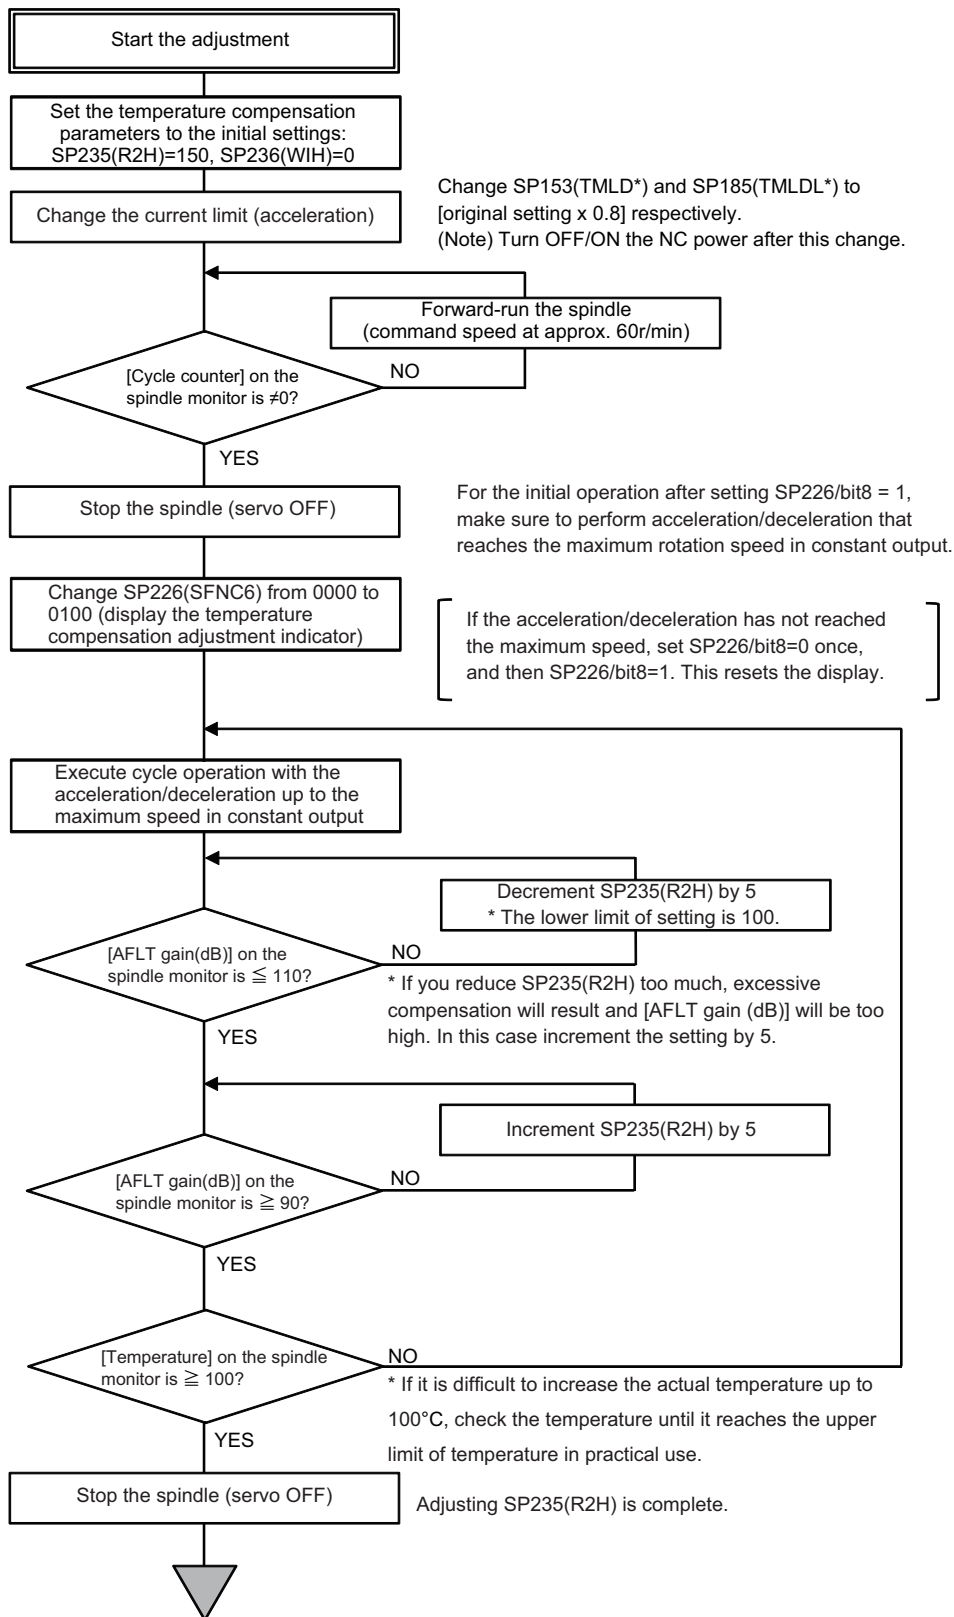 Start the adjustment
Set the temperature compensation
parameters to the initial settings:
SP235(R2H)=150, SP236(WIH)=0
Change the current limit (acceleration)
Change SP153(TMLD*) and SP185(TMLDL*) to
[original setting x 0.8] respectively.
(Note) Turn OFF/ON the NC power after this change.
Forward-run the spindle
(command speed at approx. 60r/min)
[Cycle counter] on the
spindle monitor is ≠0?
NO
YES
Stop the spindle (servo OFF)
For the initial operation after setting SP226/bit8 = 1,
make sure to perform acceleration/deceleration that
reaches the maximum rotation speed in constant output.
Change SP226(SFNC6) from 0000 to
0100 (display the temperature
compensation adjustment indicator)
If the acceleration/deceleration has not reached
the maximum speed, set SP226/bit8=0 once,
and then SP226/bit8=1. This resets the display.
Execute cycle operation with the
acceleration/deceleration up to the
maximum speed in constant output
Decrement SP235(R2H) by 5
* The lower limit of setting is 100.
[AFLT gain(dB)] on the
spindle monitor is ≦ 110?
NO
* If you reduce SP235(R2H) too much, excessive
compensation will result and [AFLT gain (dB)] will be too
high. In this case increment the setting by 5.
YES
Increment SP235(R2H) by 5
[AFLT gain(dB)] on the
spindle monitor is ≧ 90?
NO
YES
[Temperature] on the spindle
monitor is ≧ 100?
NO
* If it is difficult to increase the actual temperature up to
100°C, check the temperature until it reaches the upper
limit of temperature in practical use.
YES
Stop the spindle (servo OFF)
Adjusting SP235(R2H) is complete.